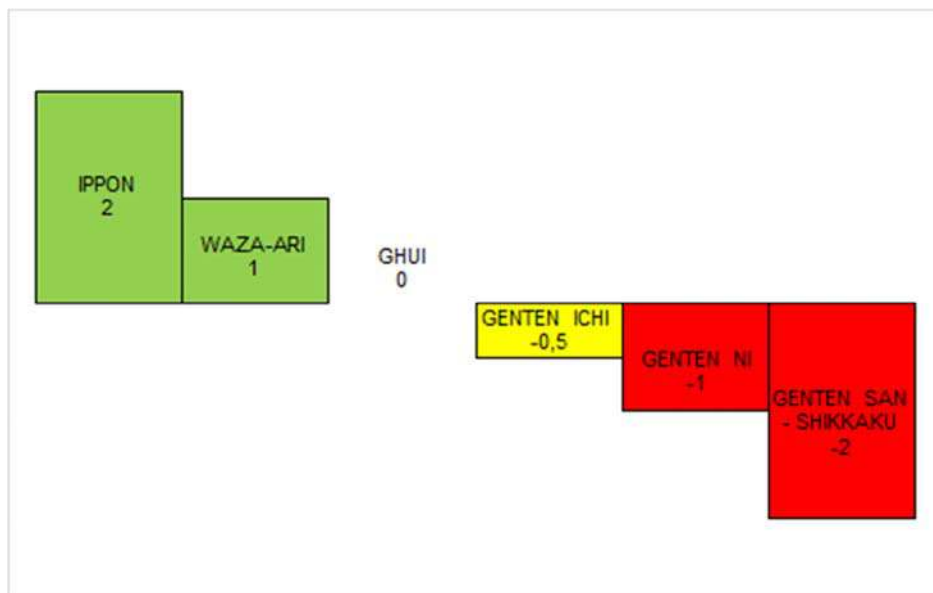 IPPON
2
WAZA-ARI
1
GHUI
0
GENTEN ICHI
-0,5
GENTEN NI
-1
GENTEN SAN
- SHIKKAKU
-2